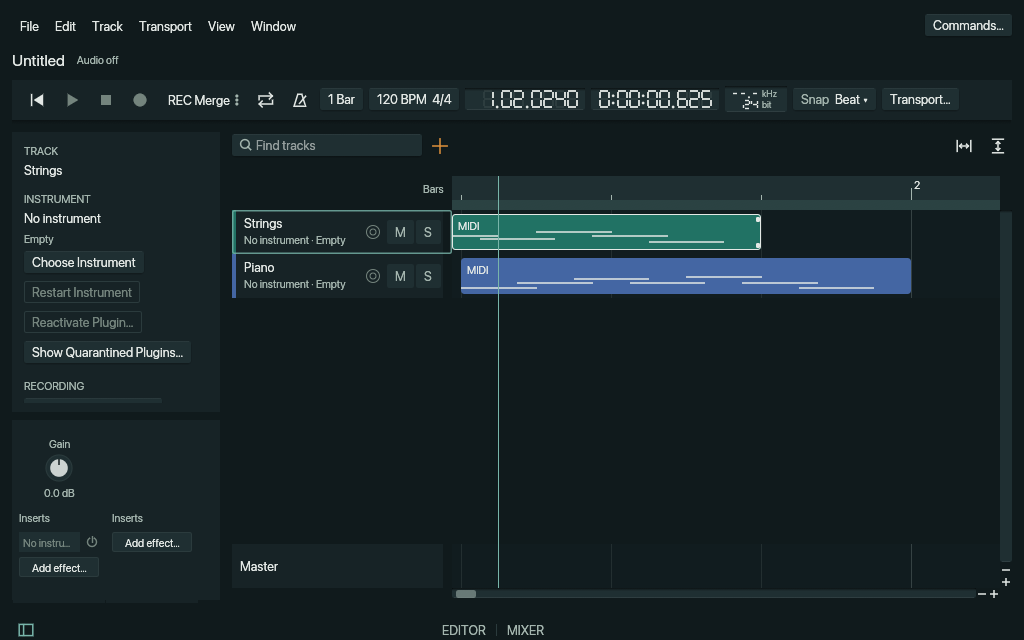 File Edit Track Transport View Window Commands...
Untitled Audio off
REC Merge 1 Bar 120 BPM 4/4 1.02.0240 0:00:00.625 --.- kHz -.- bit Snap Beat Transport...
TRACK
Strings
INSTRUMENT
No instrument
Empty
Choose Instrument
Restart Instrument
Reactivate Plugin...
Show Quarantined Plugins...
RECORDING
Gain
0.0 dB
Inserts Inserts
No instru... Add effect...
Add effect...
Find tracks
Bars 2
Strings
No instrument · Empty M S
MIDI
Piano
No instrument · Empty M S
MIDI
Master
EDITOR MIXER